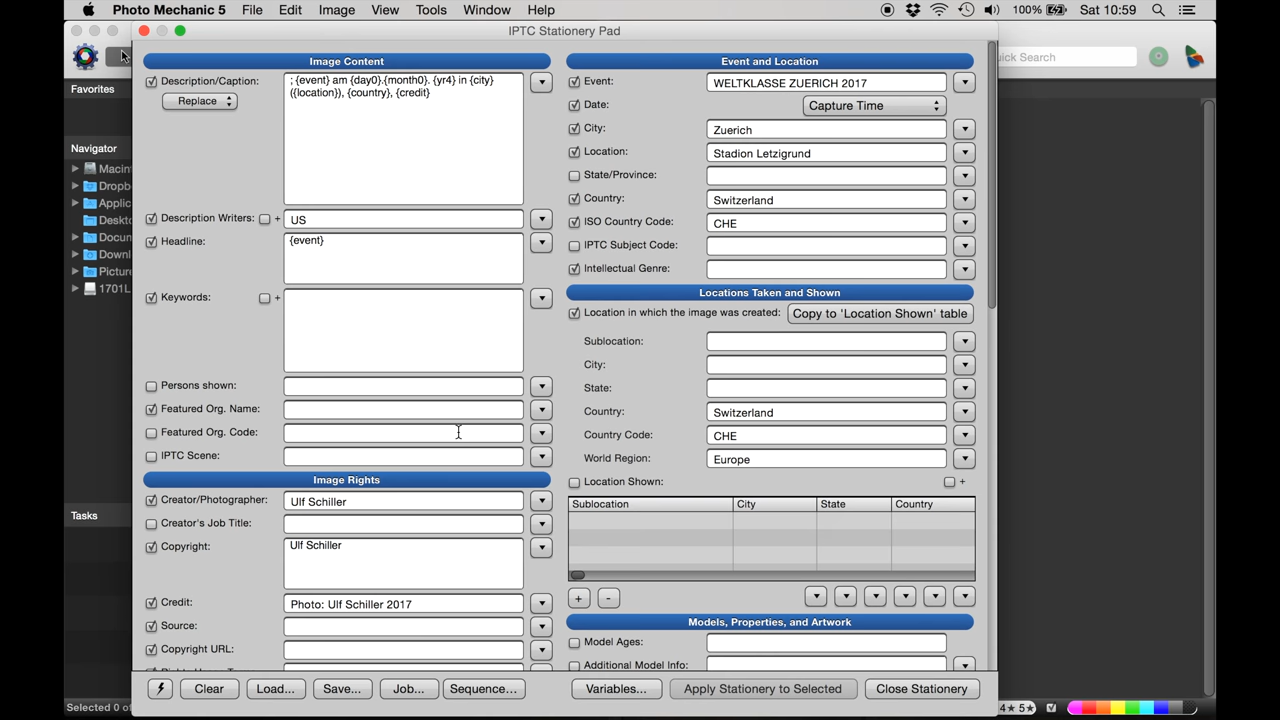 Photo Mechanic 5 File Edit Image View Tools Window Help 100% Sat 10:59
IPTC Stationery Pad
uick Search
Favorites
Navigator
Macin
Dropb
Applic
Deskto
Docum
Downl
Picture
1701L
Tasks
Selected 0 of
Image Content
Description/Caption:
Replace
; {event} am {day0}.{month0}. {yr4} in {city}
({location}), {country}, {credit}
Description Writers: + US
Headline: {event}
Keywords: +
Persons shown:
Featured Org. Name:
Featured Org. Code:
IPTC Scene:
Image Rights
Creator/Photographer: Ulf Schiller
Creator's Job Title:
Copyright: Ulf Schiller
Credit: Photo: Ulf Schiller 2017
Source:
Copyright URL:
Event and Location
Event: WELTKLASSE ZUERICH 2017
Date: Capture Time
City: Zuerich
Location: Stadion Letzigrund
State/Province:
Country: Switzerland
ISO Country Code: CHE
IPTC Subject Code:
Intellectual Genre:
Locations Taken and Shown
Location in which the image was created: Copy to 'Location Shown' table
Sublocation:
City:
State:
Country: Switzerland
Country Code: CHE
World Region: Europe
Location Shown: +
Sublocation City State Country
+ -
Models, Properties, and Artwork
Model Ages:
Additional Model Info:
Clear Load... Save... Job... Sequence... Variables... Apply Stationery to Selected Close Stationery
4★ 5★